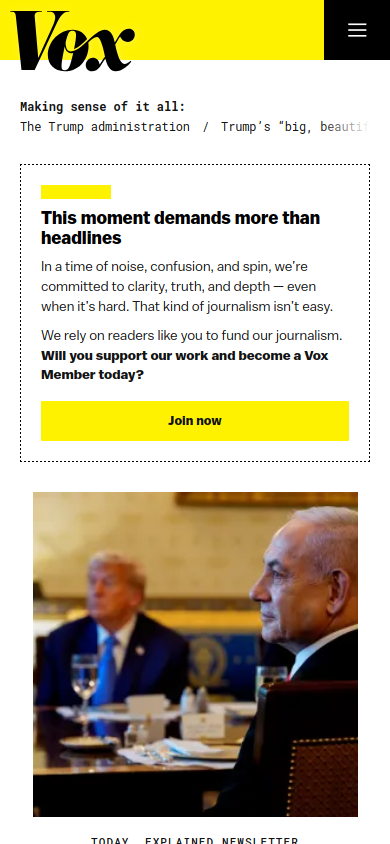 Vox
Making sense of it all:
The Trump administration / Trump's “big, beauti
This moment demands more than
headlines
In a time of noise, confusion, and spin, we're
committed to clarity, truth, and depth — even
when it's hard. That kind of journalism isn't easy.
We rely on readers like you to fund our journalism.
Will you support our work and become a Vox
Member today?
Join now
TODAY, EXPLAINED NEWSLETTER